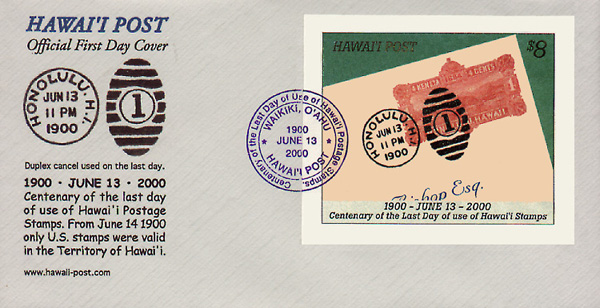 HAWAI'I POST
Official First Day Cover
HONOLULU. H.I.
JUN 13
11 PM
1900
1
Duplex cancel used on the last day.
1900 • JUNE 13 • 2000
Centenary of the last day
of use of Hawai'i Postage
Stamps. From June 14 1900
only U.S. stamps were valid
in the Territory of Hawai'i.
www.hawaii-post.com
Centenary of the Last Day of Use of Hawai'i Postage Stamps.
WAIKIKI, O'AHU
1900
JUNE 13
2000
HAWAI'I POST
HAWAI'I POST
$8
HAWAII
HONOLULU. H.I.
JUN 13
11 PM
1900
1
Bishop Esq.
1900 - JUNE 13 - 2000
Centenary of the Last Day of use of Hawai'i Stamps